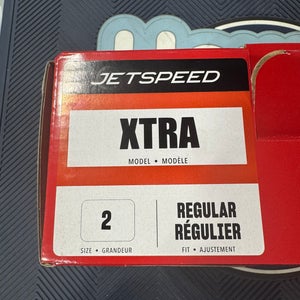 JETSPEED
XTRA
MODEL • MODÈLE
2
SIZE • GRANDEUR
REGULAR
RÉGULIER
FIT • AJUSTEMENT